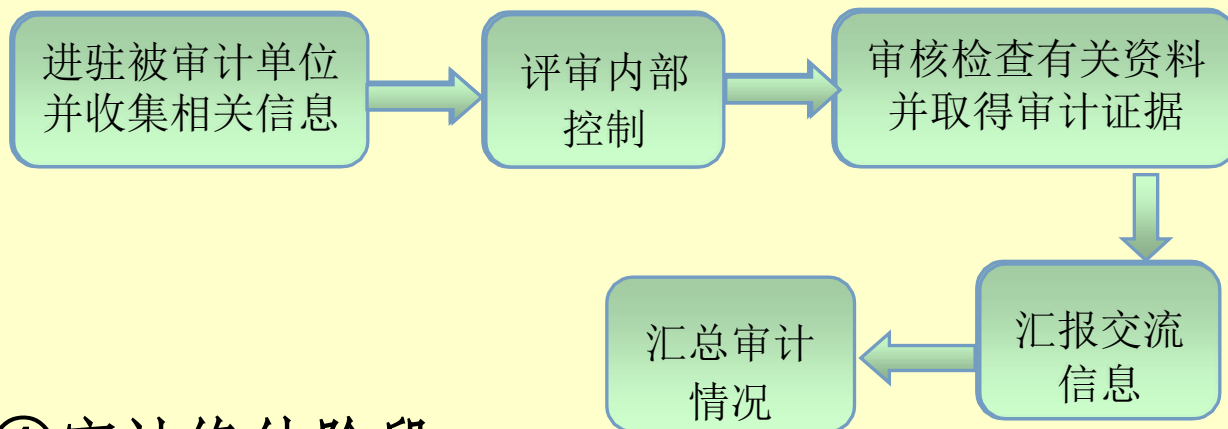 进驻被审计单位
并收集相关信息
评审内部
控制
审核检查有关资料
并取得审计证据
汇报交流
信息
汇总审计
情况